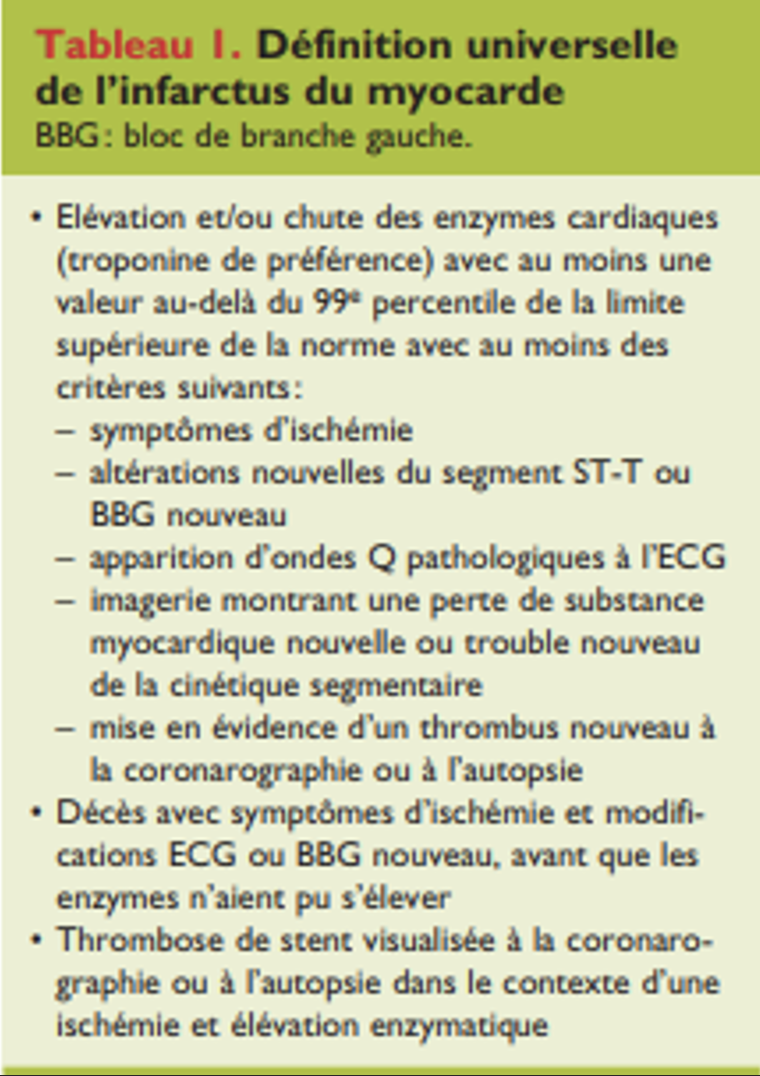 Tableau 1. Définition universelle
de l'infarctus du myocarde
BBG : bloc de branche gauche.
• Elévation et/ou chute des enzymes cardiaques
(troponine de préférence) avec au moins une
valeur au-delà du 99e percentile de la limite
supérieure de la norme avec au moins des
critères suivants :
– symptômes d'ischémie
– altérations nouvelles du segment ST-T ou
BBG nouveau
– apparition d'ondes Q pathologiques à l'ECG
– imagerie montrant une perte de substance
myocardique nouvelle ou trouble nouveau
de la cinétique segmentaire
– mise en évidence d'un thrombus nouveau à
la coronarographie ou à l'autopsie
• Décès avec symptômes d'ischémie et modifi-
cations ECG ou BBG nouveau, avant que les
enzymes n'aient pu s'élever
• Thrombose de stent visualisée à la coronaro-
graphie ou à l'autopsie dans le contexte d'une
ischémie et élévation enzymatique